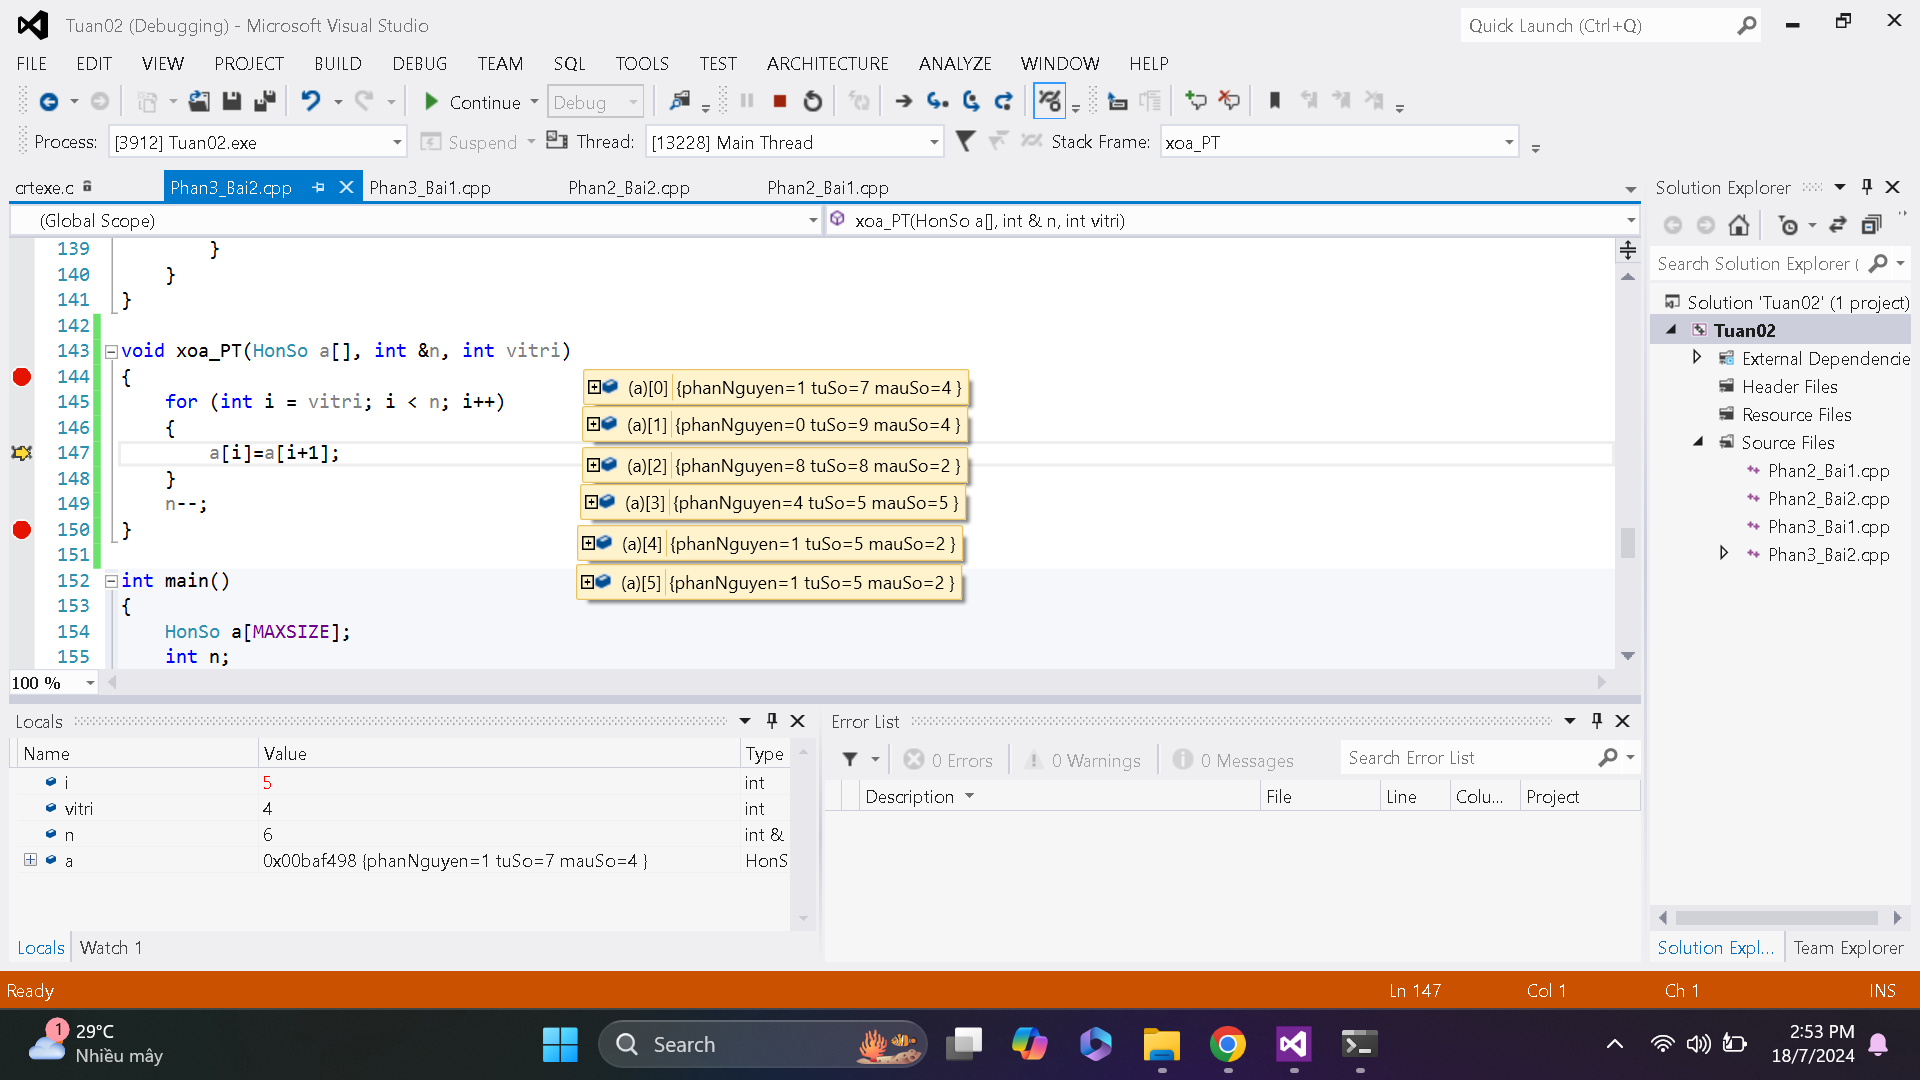 Tuan02 (Debugging) - Microsoft Visual Studio
Quick Launch (Ctrl+Q)
FILE EDIT VIEW PROJECT BUILD DEBUG TEAM SQL TOOLS TEST ARCHITECTURE ANALYZE WINDOW HELP
Continue Debug
Process: [3912] Tuan02.exe Suspend Thread: [13228] Main Thread Stack Frame: xoa_PT
crtexe.c Phan3_Bai2.cpp Phan3_Bai1.cpp Phan2_Bai2.cpp Phan2_Bai1.cpp
(Global Scope) xoa_PT(HonSo a[], int & n, int vitri)
139 }
140 }
141 }
142
143 void xoa_PT(HonSo a[], int &n, int vitri)
144 {
145 for (int i = vitri; i < n; i++)
146 {
147 a[i]=a[i+1];
148 }
149 n--;
150 }
151
152 int main()
153 {
154 HonSo a[MAXSIZE];
155 int n;
(a)[0] {phanNguyen=1 tuSo=7 mauSo=4 }
(a)[1] {phanNguyen=0 tuSo=9 mauSo=4 }
(a)[2] {phanNguyen=8 tuSo=8 mauSo=2 }
(a)[3] {phanNguyen=4 tuSo=5 mauSo=5 }
(a)[4] {phanNguyen=1 tuSo=5 mauSo=2 }
(a)[5] {phanNguyen=1 tuSo=5 mauSo=2 }
100 %
Solution Explorer
Search Solution Explorer (
Solution 'Tuan02' (1 project)
Tuan02
External Dependencie
Header Files
Resource Files
Source Files
Phan2_Bai1.cpp
Phan2_Bai2.cpp
Phan3_Bai1.cpp
Phan3_Bai2.cpp
Solution Expl... Team Explorer
Locals
Name Value Type
i 5 int
vitri 4 int
n 6 int &
a 0x00baf498 {phanNguyen=1 tuSo=7 mauSo=4 } HonS
Locals Watch 1
Error List
0 Errors 0 Warnings 0 Messages Search Error List
Description File Line Colu... Project
Ready Ln 147 Col 1 Ch 1 INS
1
29°C
Nhiều mây
Search
2:53 PM
18/7/2024